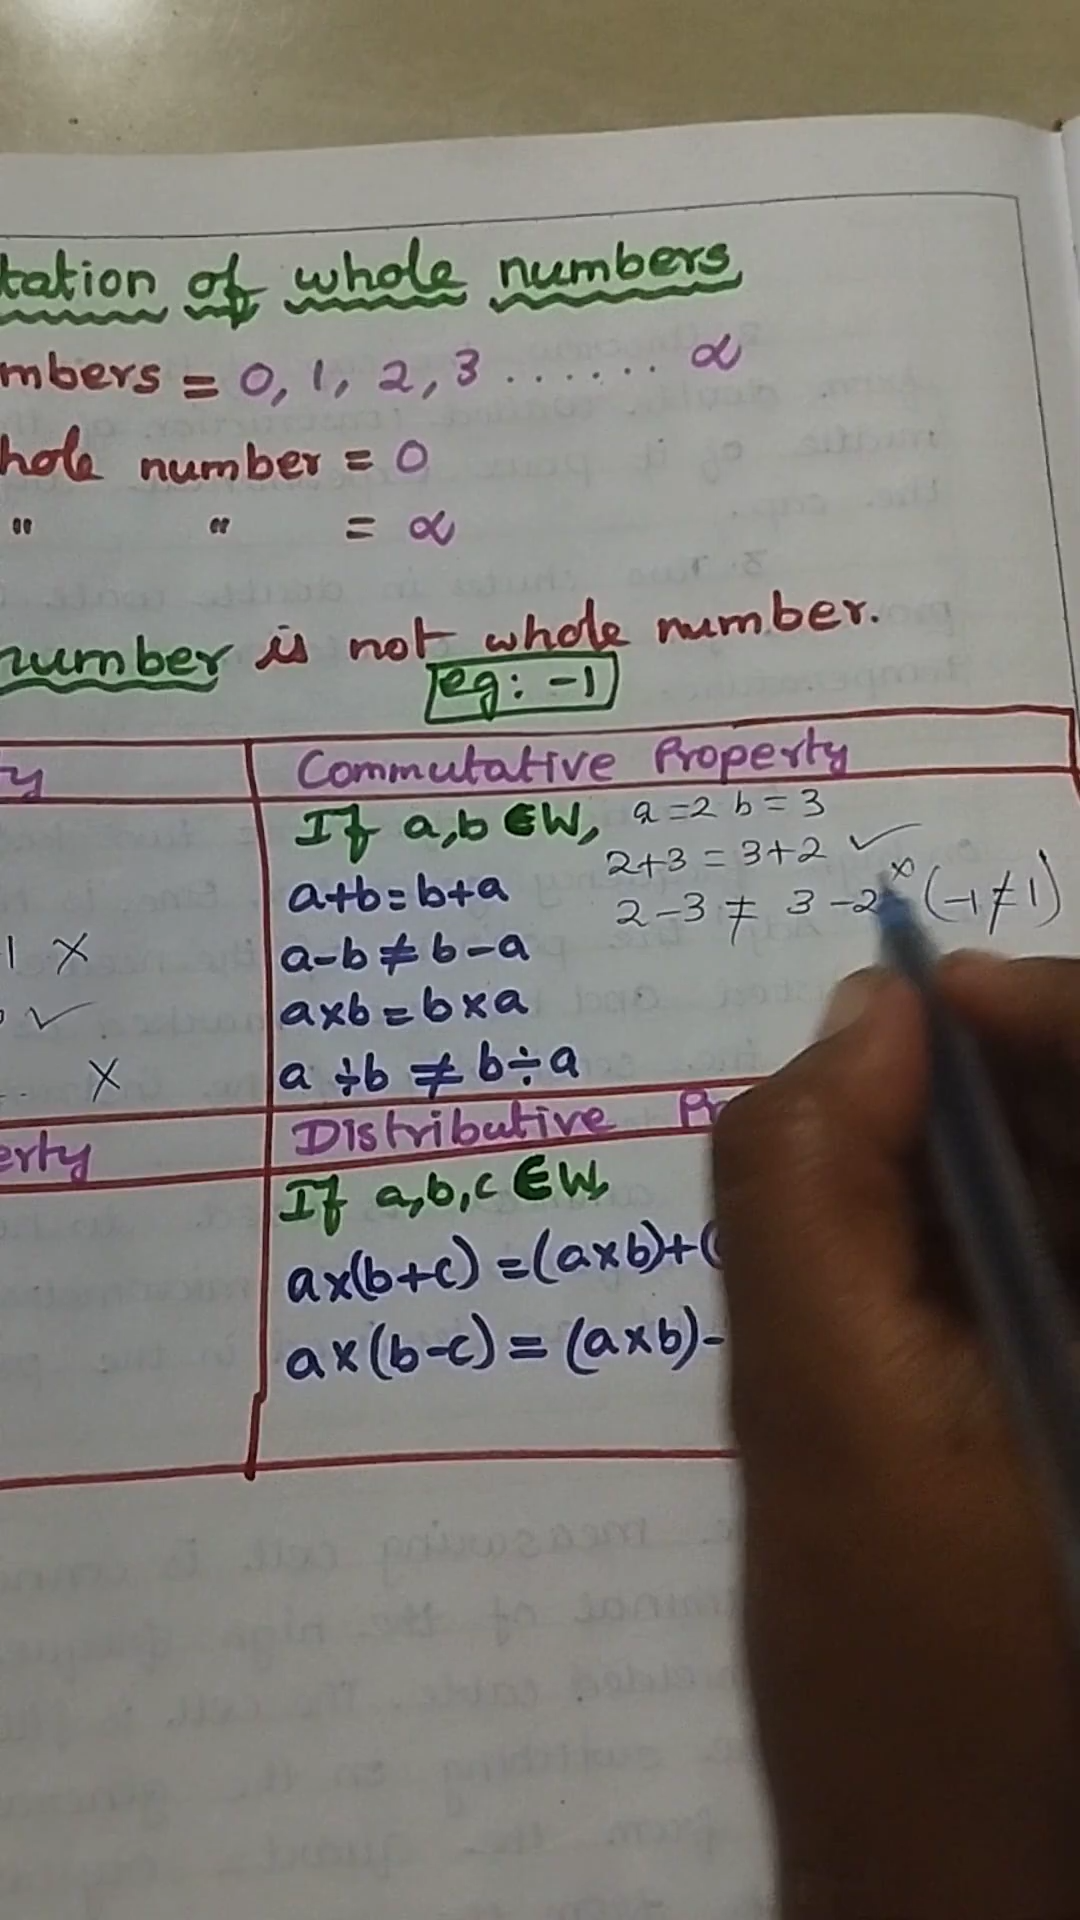 tation of whole numbers
mbers = 0, 1, 2, 3 ....... α
hole number = 0
" " = α
number is not whole number.
eg: -1
ty
Commutative Property
If a,b ∈ W, a = 2 b = 3
a+b = b+a
2+3 = 3+2 ✓
a-b ≠ b-a
2-3 ≠ 3-2 × (-1 ≠ 1)
1 ×
a×b = b×a
✓
a ÷ b ≠ b ÷ a
×
erty
Distributive Pr
If a,b,c ∈ W,
a×(b+c) = (a×b)+(
a×(b-c) = (a×b)-